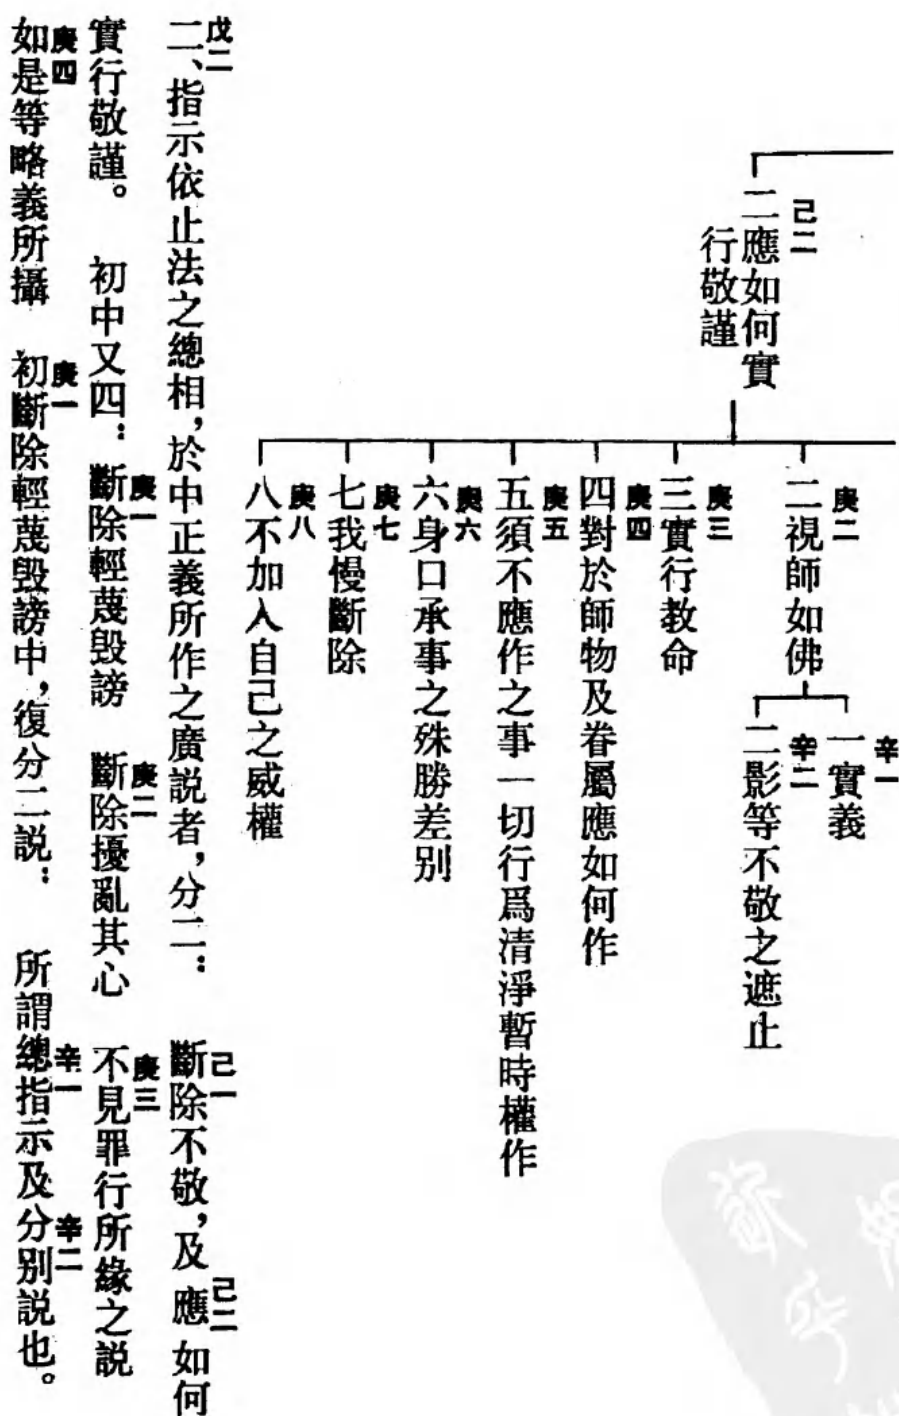 己二
二應如何實
行敬謹
庚二
二視師如佛
辛一
一實義
辛二
二影等不敬之遮止
庚三
三實行教命
庚四
四對於師物及眷屬應如何作
庚五
五須不應作之事一切行爲清淨暫時權作
庚六
六身口承事之殊勝差别
庚七
七我慢斷除
庚八
八不加入自己之威權
戊二 己一 己二
二、指示依止法之總相，於中正義所作之廣説者，分二： 斷除不敬，及應如何
庚一 庚二 庚三
實行敬謹。 初中又四： 斷除輕蔑毀謗 斷除擾亂其心 不見罪行所緣之説
庚四 庚一 辛一 辛二
如是等略義所攝 初斷除輕蔑毀謗中，復分二説： 所謂總指示及分别説也。